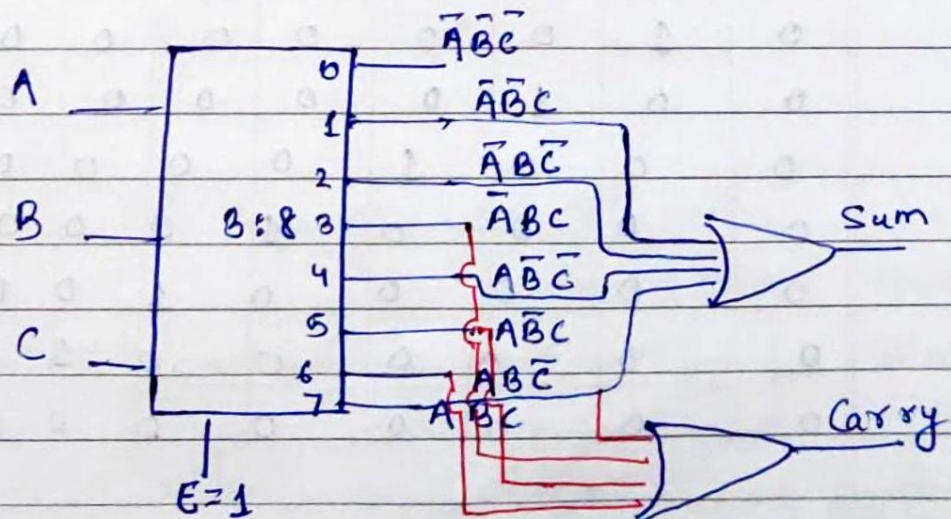 A̅B̅C̅
0
A
A̅B̅C
1
A̅BC̅
2
Sum
B
3:8
3
A̅BC
4
AB̅C̅
C
5
AB̅C
6
ABC̅
7
ABC
Carry
E=1